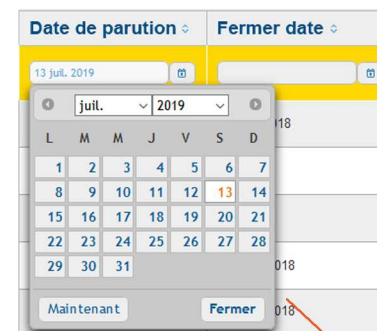 Date de parution Fermer date
13 juil. 2019
juil. 2019
018
L M M J V S D
1 2 3 4 5 6 7
8 9 10 11 12 13 14
15 16 17 18 19 20 21
22 23 24 25 26 27 28
29 30 31
018
Maintenant Fermer 018